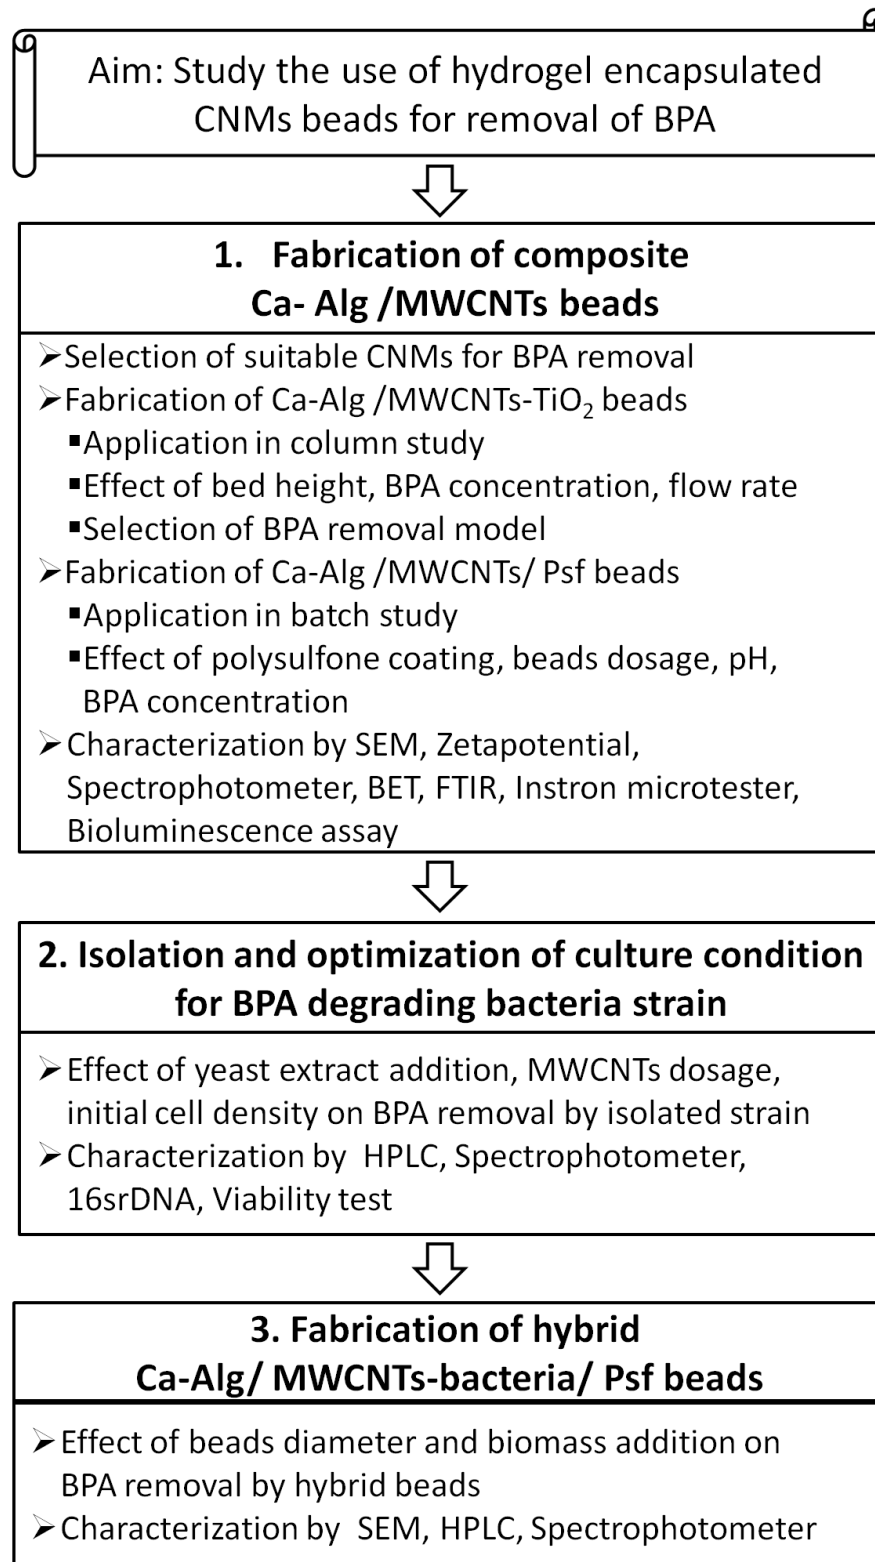 Aim: Study the use of hydrogel encapsulated
CNMs beads for removal of BPA
1. Fabrication of composite
Ca- Alg /MWCNTs beads
➢Selection of suitable CNMs for BPA removal
➢Fabrication of Ca-Alg /MWCNTs-TiO₂ beads
▪Application in column study
▪Effect of bed height, BPA concentration, flow rate
▪Selection of BPA removal model
➢Fabrication of Ca-Alg /MWCNTs/ Psf beads
▪Application in batch study
▪Effect of polysulfone coating, beads dosage, pH,
BPA concentration
➢Characterization by SEM, Zetapotential,
Spectrophotometer, BET, FTIR, Instron microtester,
Bioluminescence assay
2. Isolation and optimization of culture condition
for BPA degrading bacteria strain
➢Effect of yeast extract addition, MWCNTs dosage,
initial cell density on BPA removal by isolated strain
➢Characterization by HPLC, Spectrophotometer,
16srDNA, Viability test
3. Fabrication of hybrid
Ca-Alg/ MWCNTs-bacteria/ Psf beads
➢Effect of beads diameter and biomass addition on
BPA removal by hybrid beads
➢Characterization by SEM, HPLC, Spectrophotometer